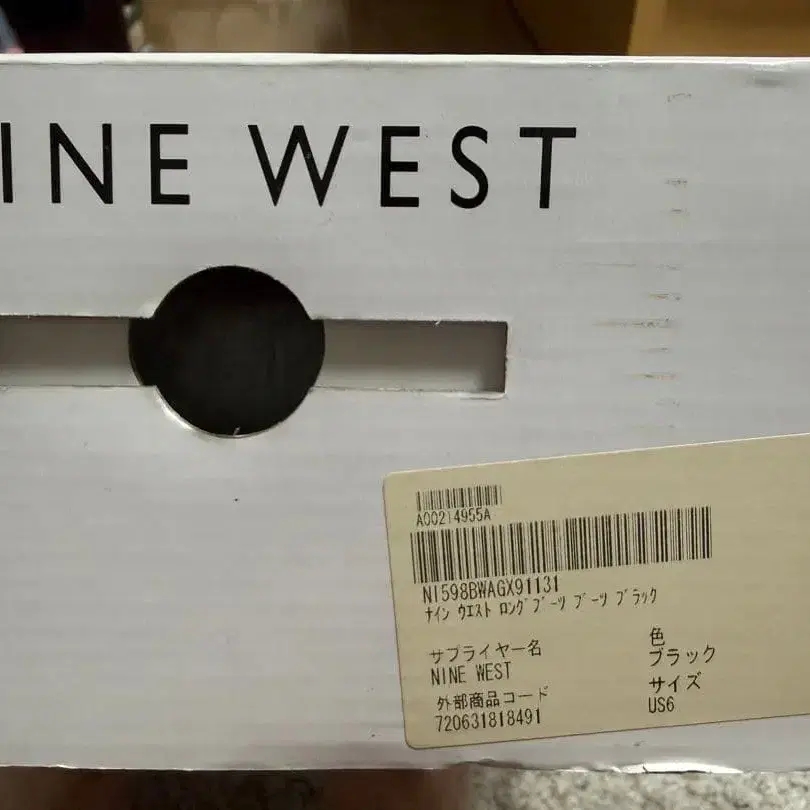 INE WEST
A00214955A
NI598BWAGX91131
ナイン ウエスト ロングブーツ ブーツ ブラック
サプライヤー名
NINE WEST
外部商品コード
720631818491
色
ブラック
サイズ
US6